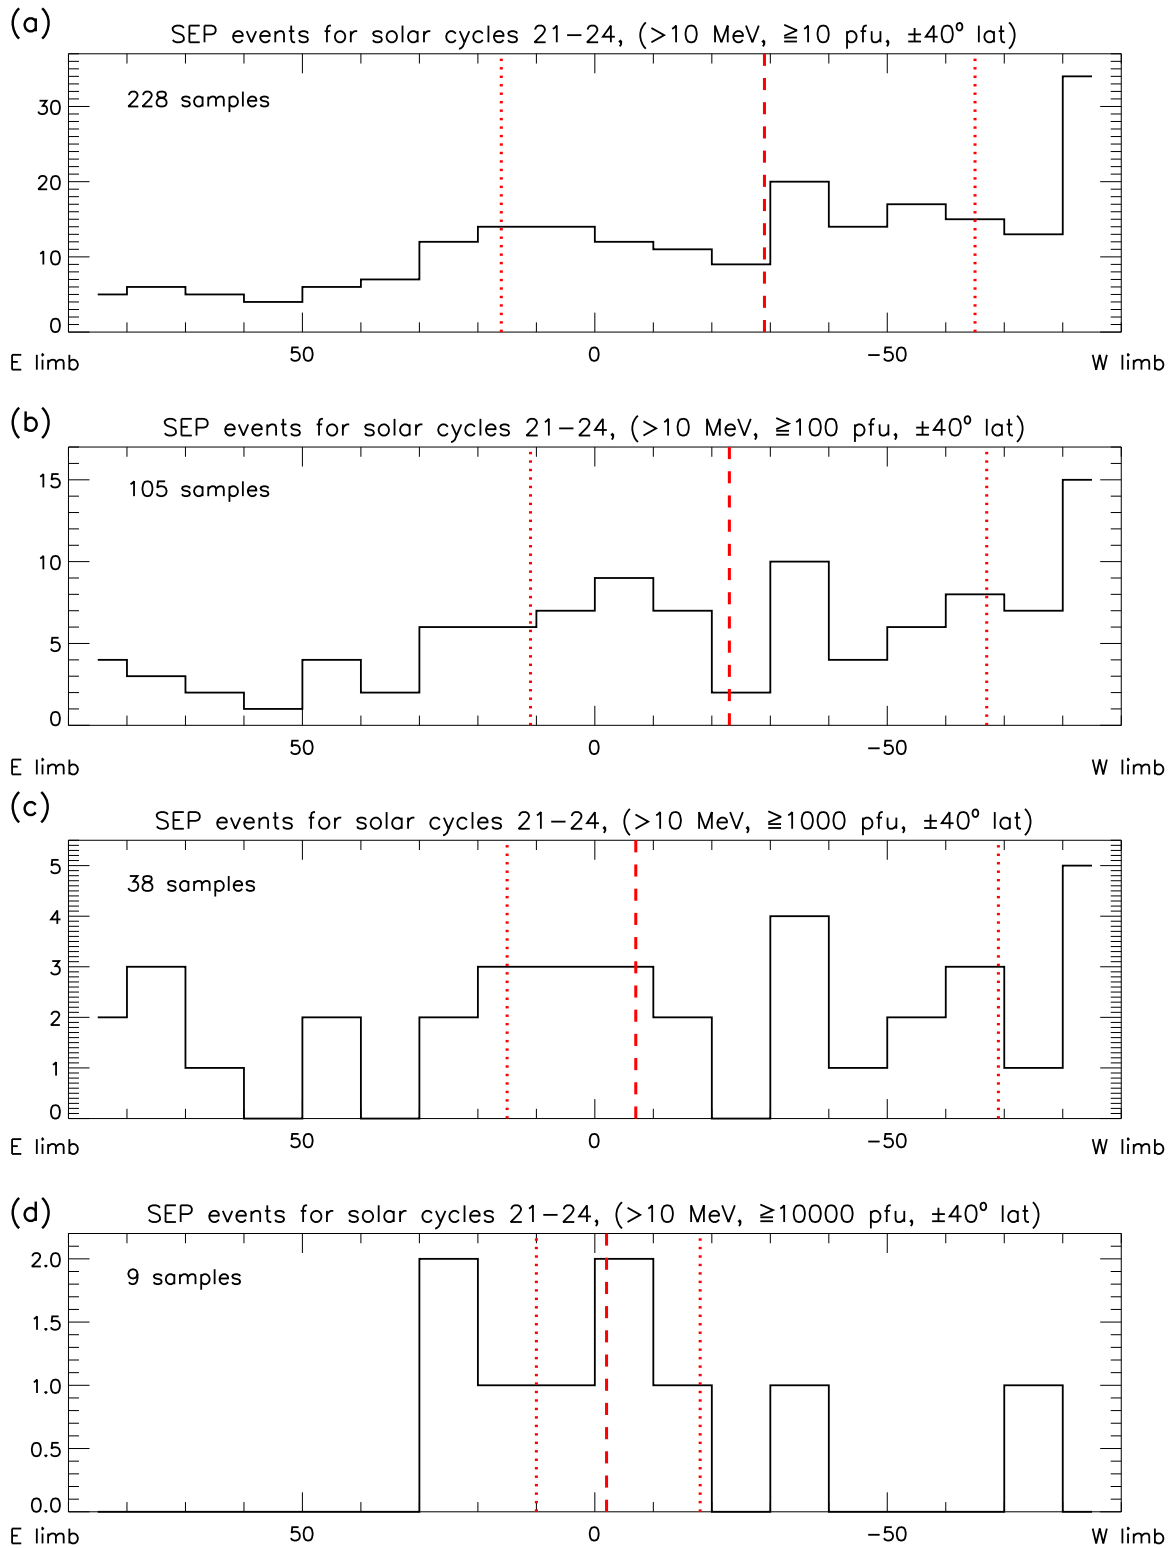 (a)
SEP events for solar cycles 21−24, (>10 MeV, ≧10 pfu, ±40° lat)
228 samples
30
20
10
0
50 0 −50
E limb W limb
(b)
SEP events for solar cycles 21−24, (>10 MeV, ≧100 pfu, ±40° lat)
105 samples
15
10
5
0
50 0 −50
E limb W limb
(c)
SEP events for solar cycles 21−24, (>10 MeV, ≧1000 pfu, ±40° lat)
38 samples
5
4
3
2
1
0
50 0 −50
E limb W limb
(d)
SEP events for solar cycles 21−24, (>10 MeV, ≧10000 pfu, ±40° lat)
9 samples
2.0
1.5
1.0
0.5
0.0
50 0 −50
E limb W limb